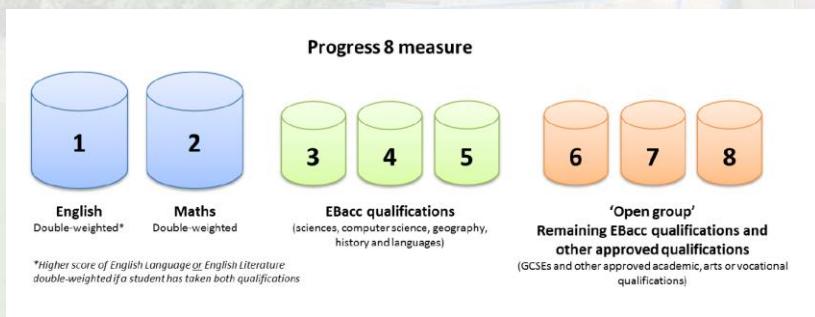 Progress 8 measure
1
2
3
4
5
6
7
8
English
Double-weighted*
Maths
Double-weighted
EBacc qualifications
(sciences, computer science, geography,
history and languages)
'Open group'
Remaining EBacc qualifications and
other approved qualifications
(GCSEs and other approved academic, arts or vocational
qualifications)
*Higher score of English Language or English Literature
double-weighted if a student has taken both qualifications